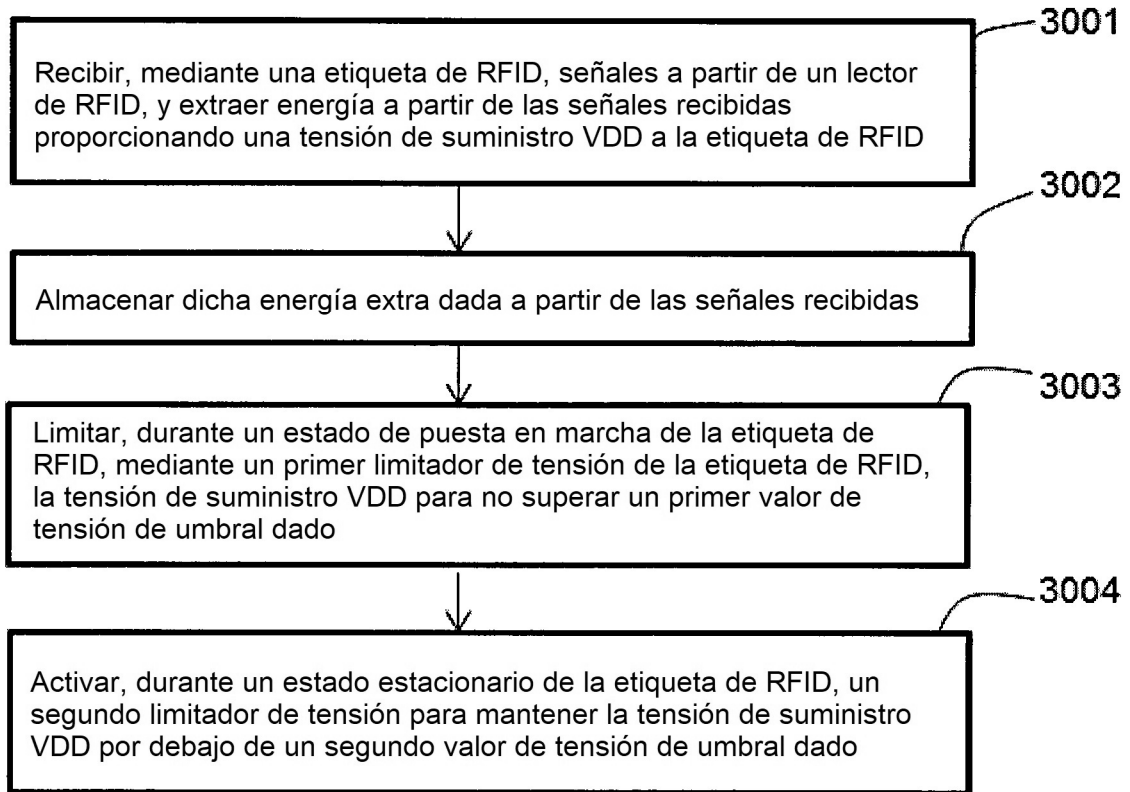 3001
Recibir, mediante una etiqueta de RFID, señales a partir de un lector
de RFID, y extraer energía a partir de las señales recibidas
proporcionando una tensión de suministro VDD a la etiqueta de RFID
3002
Almacenar dicha energía extra dada a partir de las señales recibidas
3003
Limitar, durante un estado de puesta en marcha de la etiqueta de
RFID, mediante un primer limitador de tensión de la etiqueta de RFID,
la tensión de suministro VDD para no superar un primer valor de
tensión de umbral dado
3004
Activar, durante un estado estacionario de la etiqueta de RFID, un
segundo limitador de tensión para mantener la tensión de suministro
VDD por debajo de un segundo valor de tensión de umbral dado